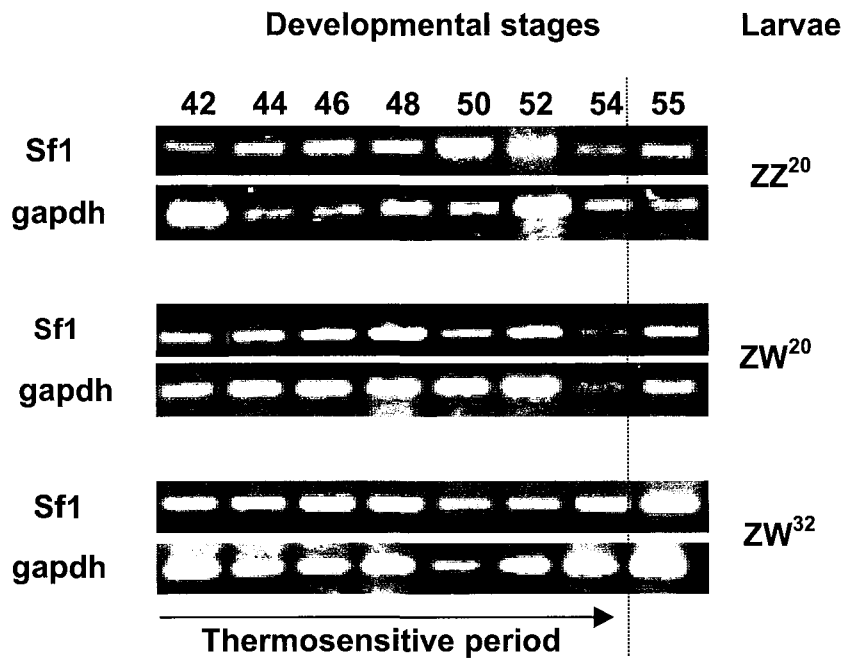 Developmental stages Larvae
42 44 46 48 50 52 54 55
Sf1
ZZ²⁰
gapdh
Sf1
ZW²⁰
gapdh
Sf1
ZW³²
gapdh
Thermosensitive period